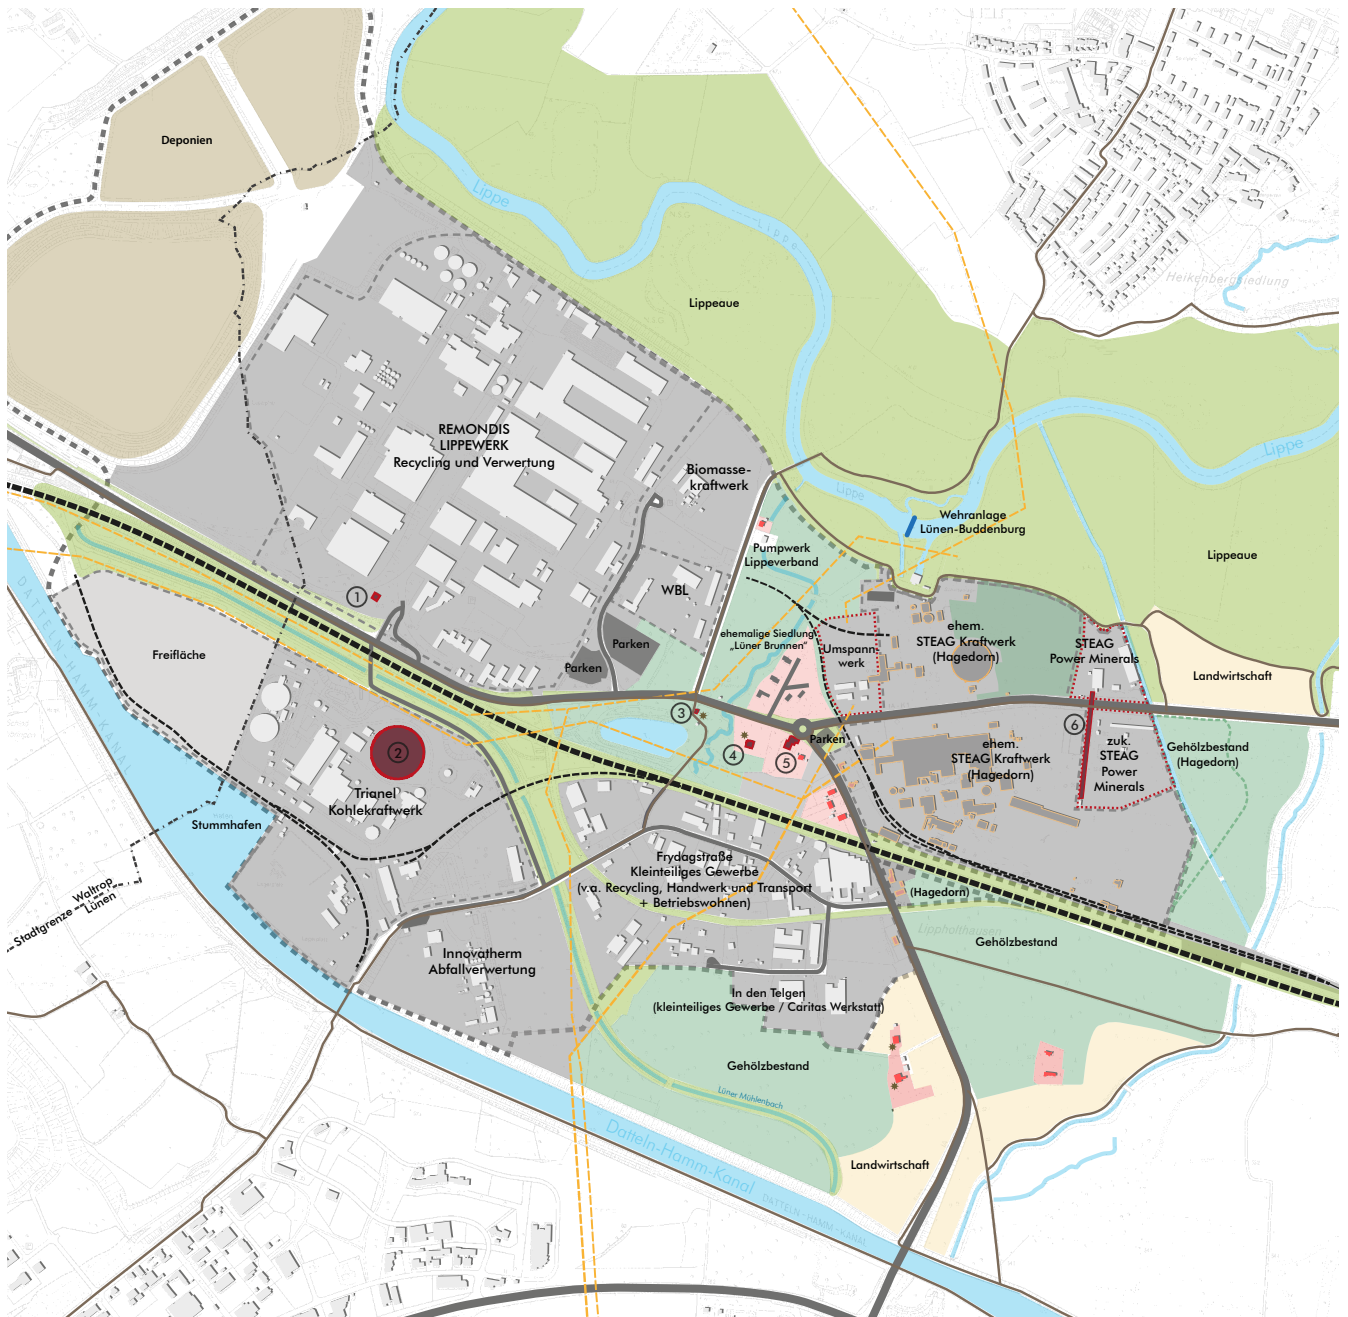 Deponien
Lippe
Lippe
Lippeaue
Heikenbergsiedlung
REMONDIS
LIPPEWERK
Recycling und Verwertung
Biomasse-
kraftwerk
Lippe
Lippe
Wehranlage
Lünen-Buddenburg
Pumpwerk
Lippeverband
Lippeaue
DATTELN-HAMM-KANAL
1
WBL
ehemalige Siedlung
„Lüner Brunnen“
Umspann
werk
ehem.
STEAG Kraftwerk
(Hagedorn)
STEAG
Power Minerals
Freifläche
Parken
Parken
Landwirtschaft
3
6
2
4
5
Parken
ehem.
STEAG Kraftwerk
(Hagedorn)
zuk.
STEAG
Power
Minerals
Gehölzbestand
(Hagedorn)
Trianel
Kohlekraftwerk
Stummhafen
Frydagstraße
Kleinteiliges Gewerbe
(v.a. Recycling, Handwerk und Transport
+ Betriebswohnen)
(Hagedorn)
Stadtgrenze
Waltrop
Lünen
Lippholthausen
Gehölzbestand
Innovatherm
Abfallverwertung
In den Telgen
(kleinteiliges Gewerbe / Caritas Werkstatt)
Gehölzbestand
Lüner Mühlenbach
Datteln-Hamm-Kanal
DATTELN-HAMM-KANAL
Landwirtschaft